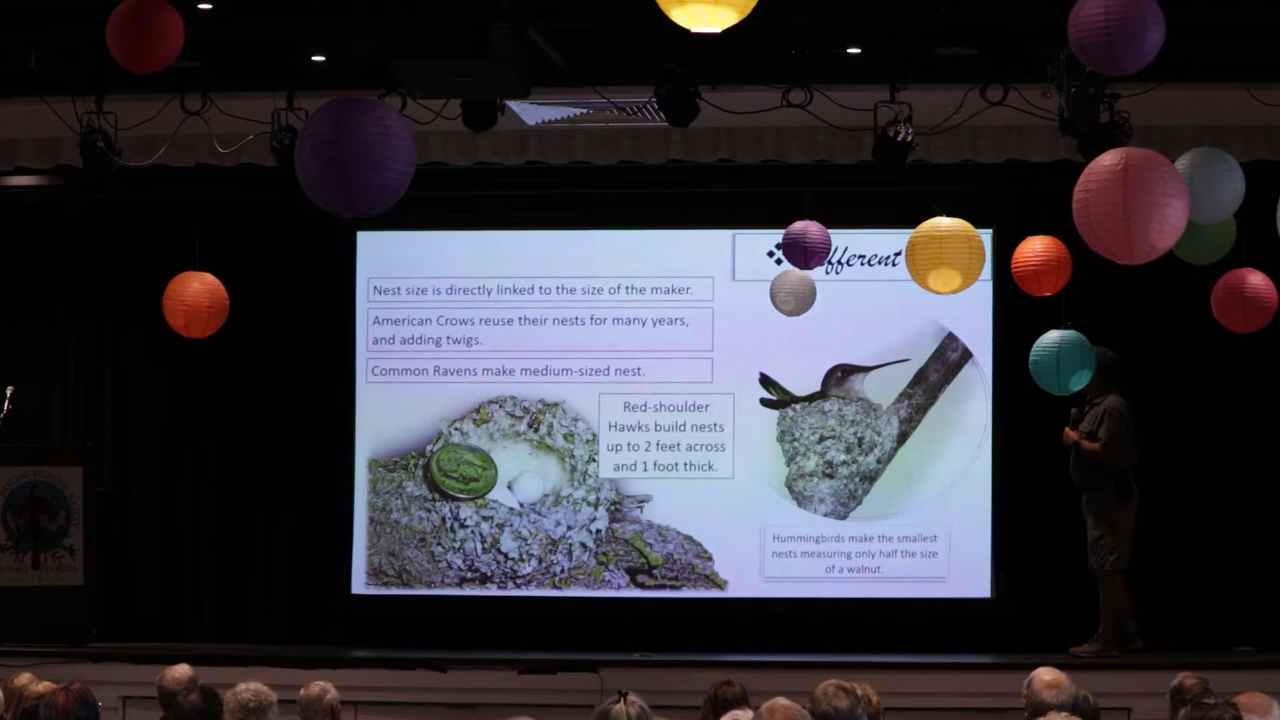 fferent
Nest size is directly linked to the size of the maker.
American Crows reuse their nests for many years,
and adding twigs.
Common Ravens make medium-sized nest.
Red-shoulder
Hawks build nests
up to 2 feet across
and 1 foot thick.
Hummingbirds make the smallest
nests measuring only half the size
of a walnut.